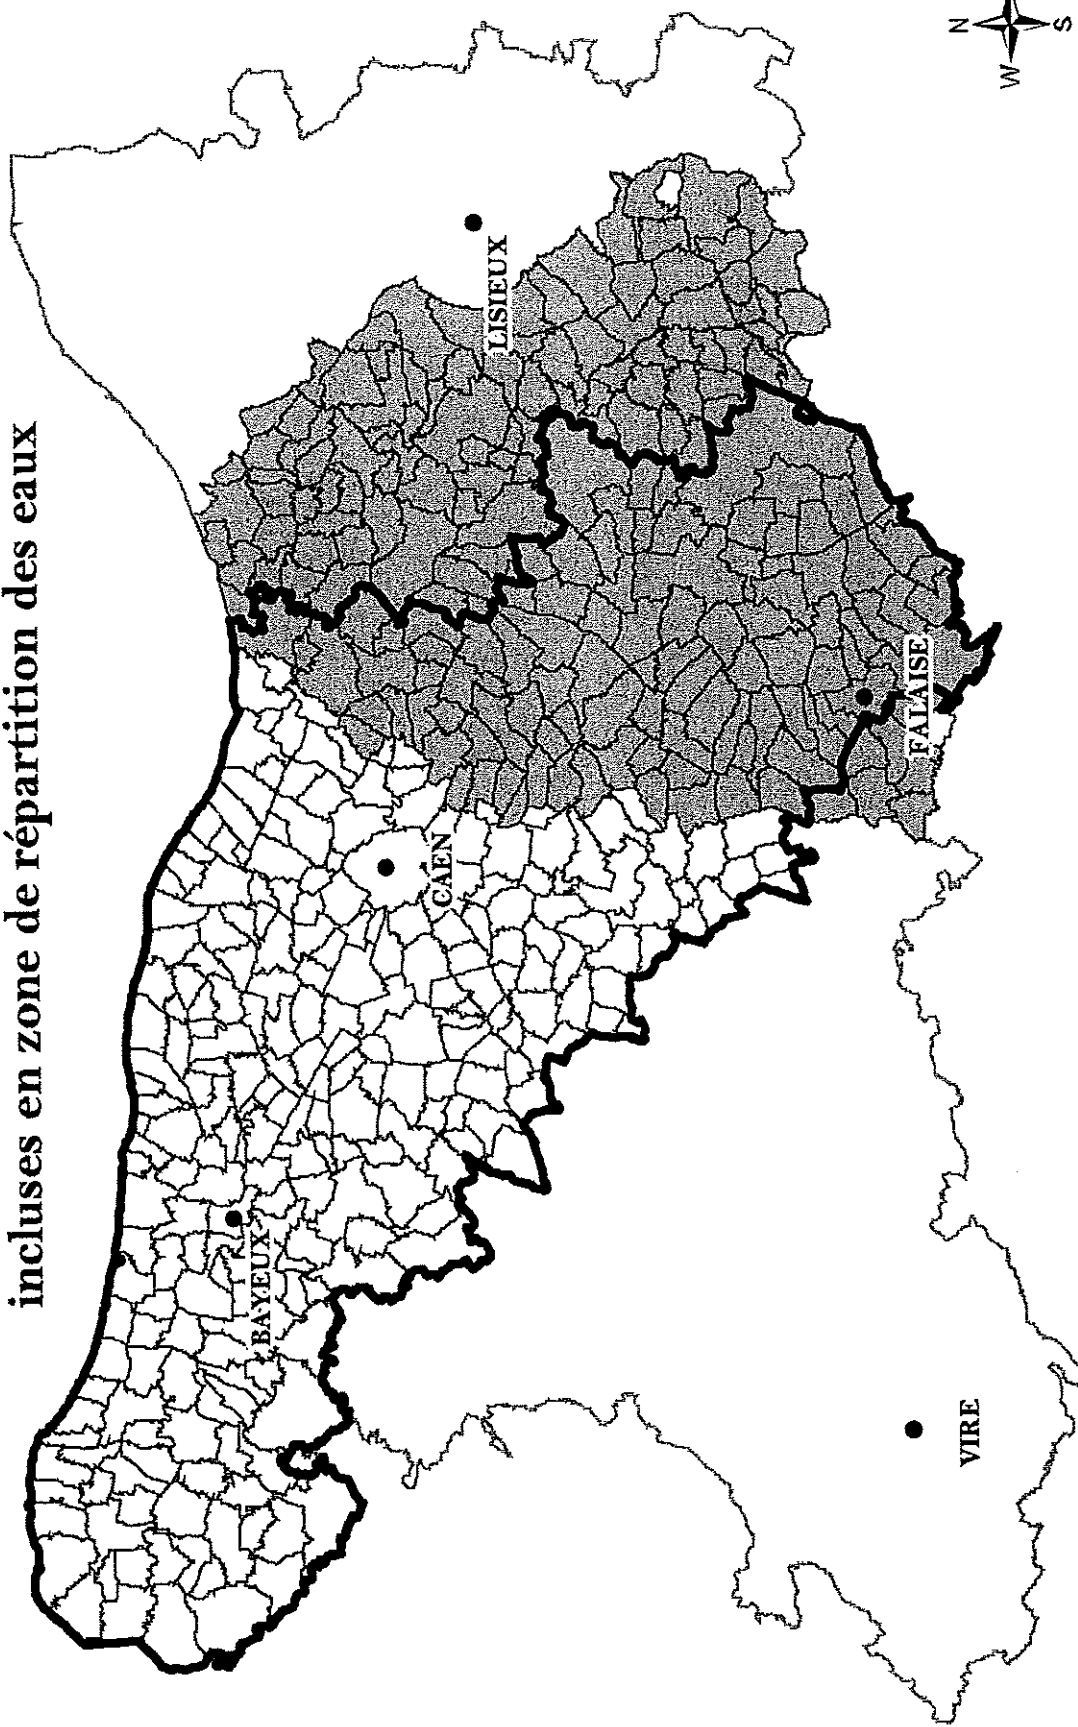 incluses en zone de répartition des eaux
LISIEUX
CAEN
BAYEUX
FALAISE
VIRE
N
W
S